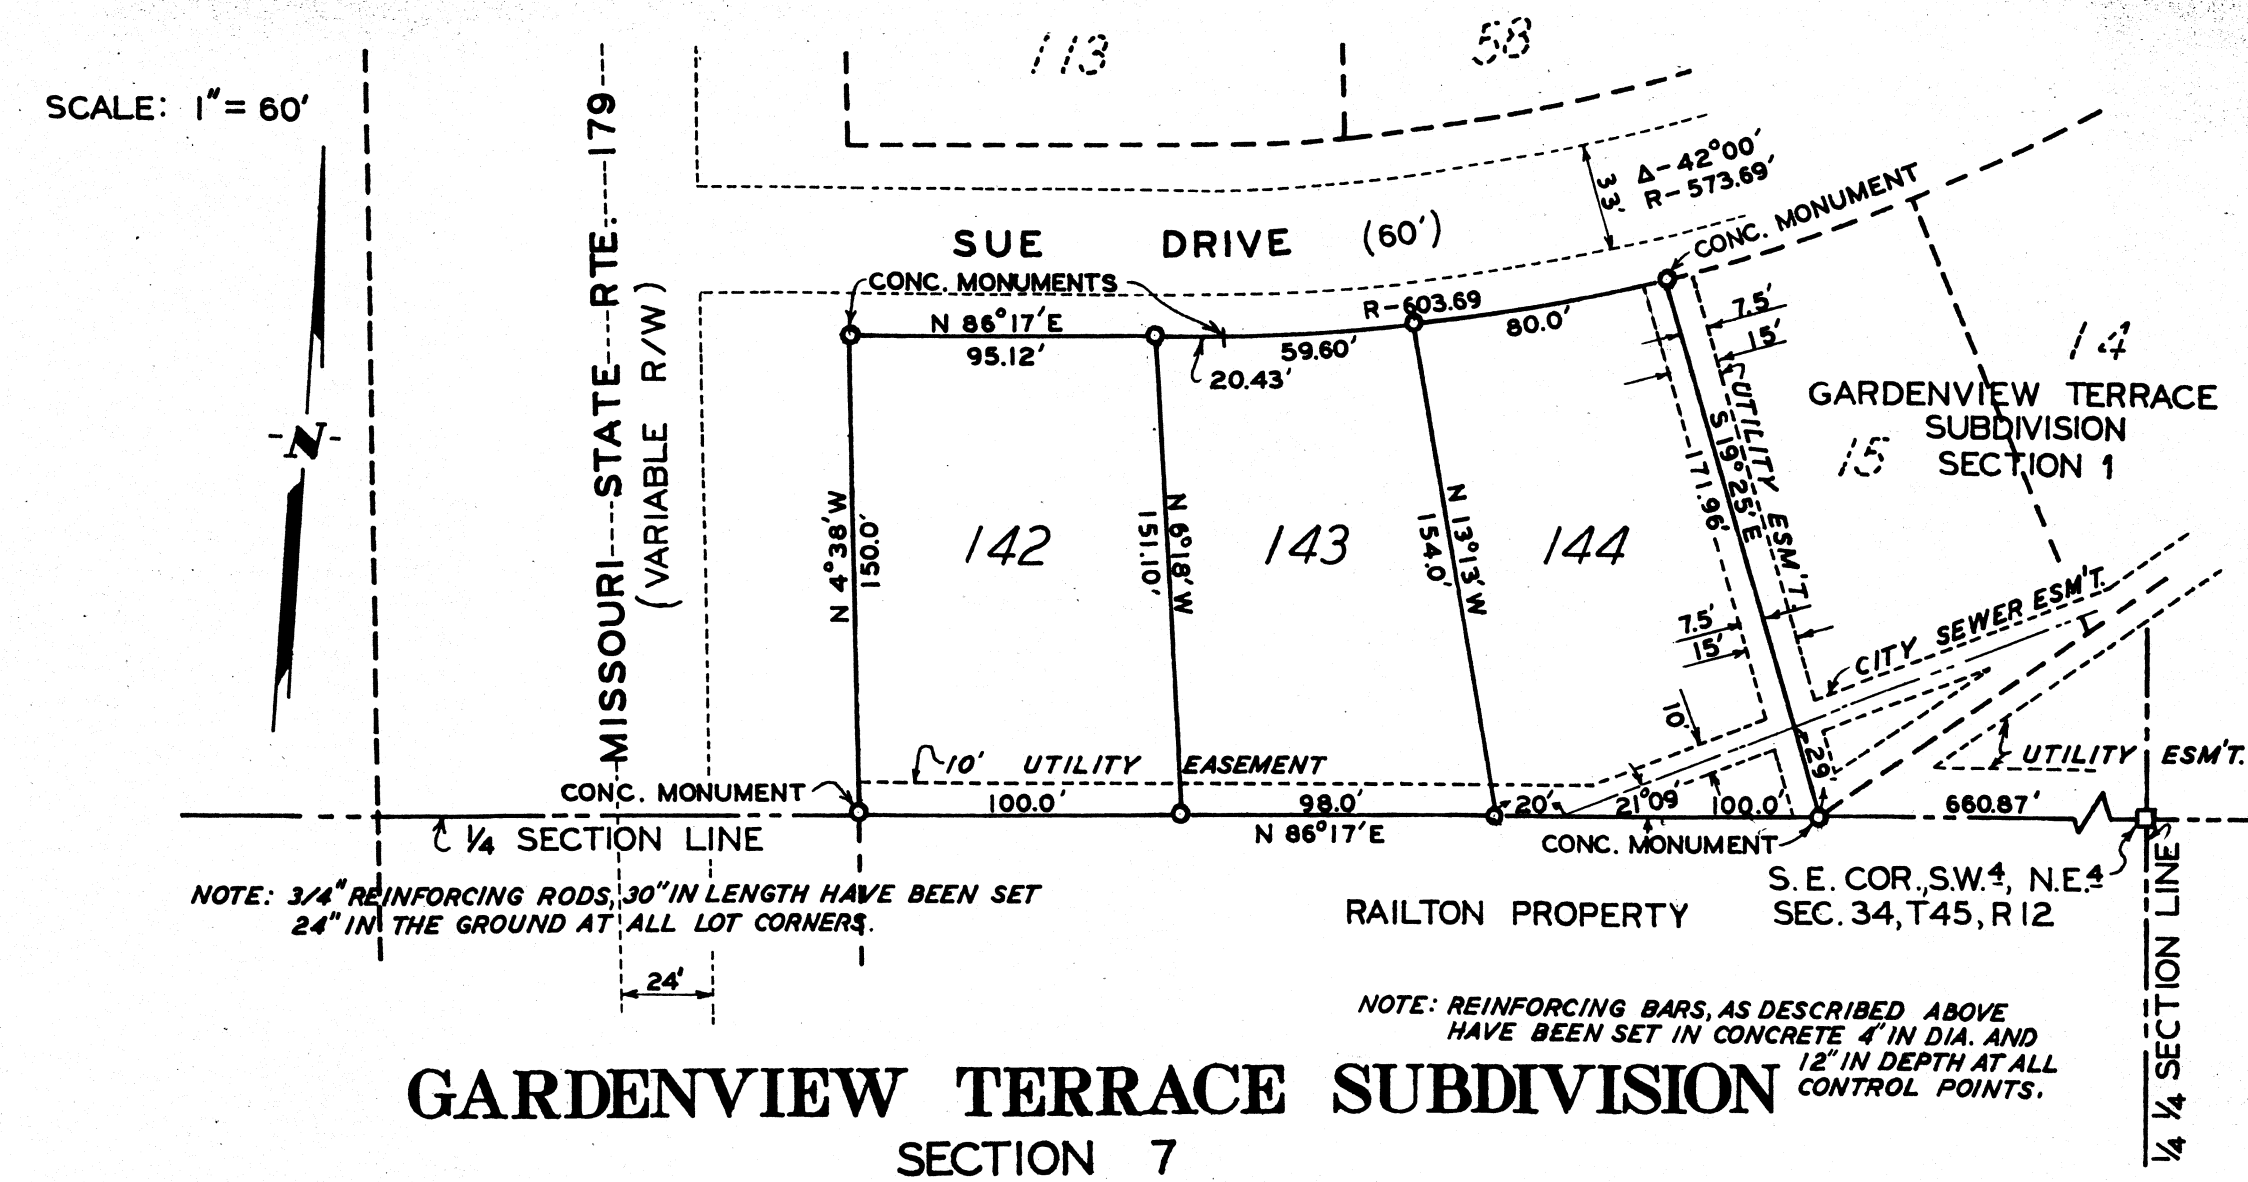 113
58
SCALE: 1" = 60'
MISSOURI STATE RTE. 179
(VARIABLE R/W)
Δ-42°00'
R-573.69'
33'
SUE DRIVE (60')
CONC. MONUMENT
CONC. MONUMENTS
R-603.69
N 86°17'E
95.12'
20.43'
59.60'
80.0'
7.5'
15'
14
GARDENVIEW TERRACE
SUBDIVISION
15 SECTION 1
-N-
N 4°38'W
150.0'
142
N 6°18'W
151.10'
143
N 13°13'W
154.0'
144
S 19°25'E
171.96'
UTILITY ESM'T.
7.5'
15'
10'
CITY SEWER ESM'T.
29'
10' UTILITY EASEMENT
UTILITY ESM'T.
CONC. MONUMENT
100.0'
98.0'
20'
21°09'
100.0'
660.87'
1/4 SECTION LINE
N 86°17'E
CONC. MONUMENT
S. E. COR., S.W. 4, N.E. 4
SEC. 34, T45, R12
RAILTON PROPERTY
NOTE: 3/4" REINFORCING RODS, 30" IN LENGTH HAVE BEEN SET
24" IN THE GROUND AT ALL LOT CORNERS.
24'
1/4 1/4 SECTION LINE
NOTE: REINFORCING BARS, AS DESCRIBED ABOVE
HAVE BEEN SET IN CONCRETE 4" IN DIA. AND
12" IN DEPTH AT ALL
CONTROL POINTS.
GARDENVIEW TERRACE SUBDIVISION
SECTION 7